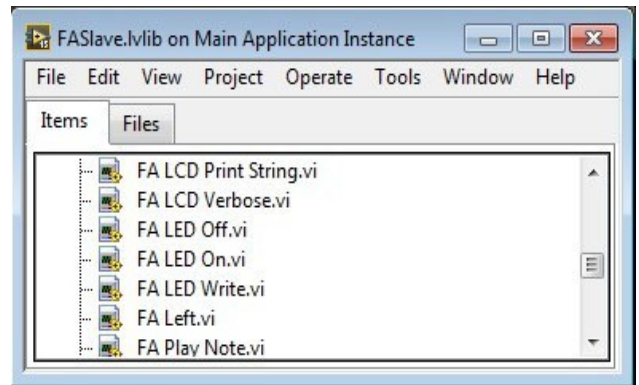 FASlave.lvlib on Main Application Instance
File Edit View Project Operate Tools Window Help
Items Files
FA LCD Print String.vi
FA LCD Verbose.vi
FA LED Off.vi
FA LED On.vi
FA LED Write.vi
FA Left.vi
FA Play Note.vi